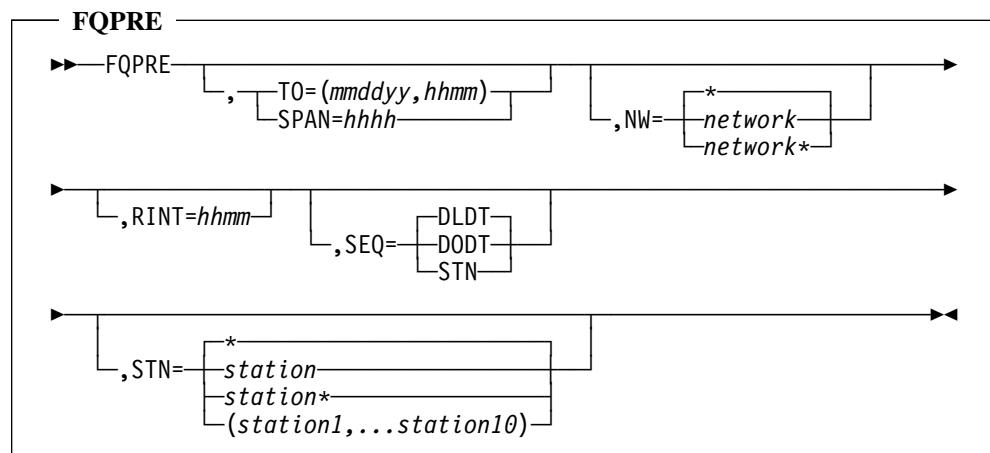 FQPRE
FQPRE
, TO=(mmddyy,hhmm)
SPAN=hhhh
,NW= *
network
network*
,RINT=hhmm
,SEQ= DLDT
DODT
STN
,STN= *
station
station*
(station1,...station10)